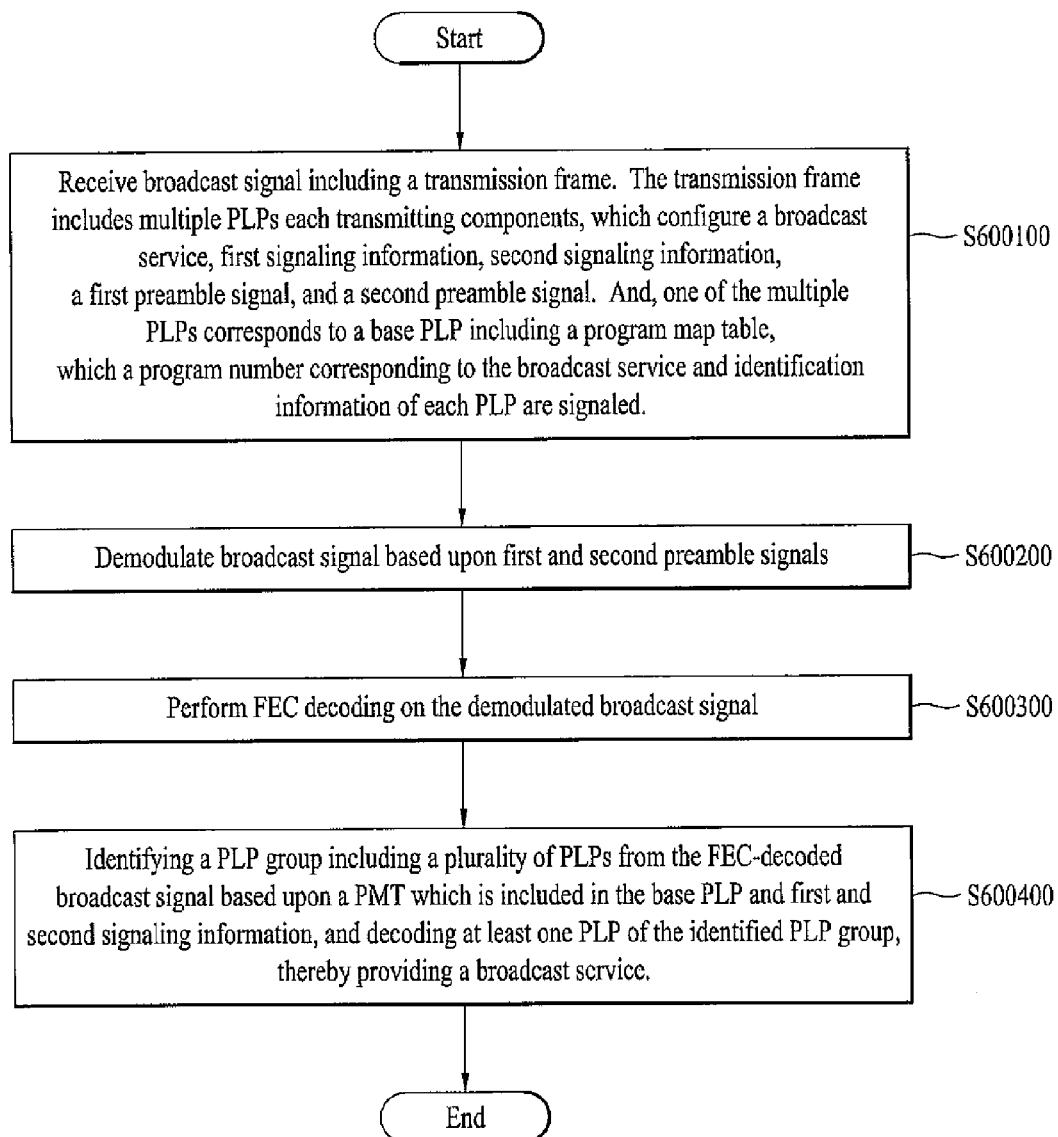 Start
Receive broadcast signal including a transmission frame. The transmission frame
includes multiple PLPs each transmitting components, which configure a broadcast
service, first signaling information, second signaling information,
a first preamble signal, and a second preamble signal. And, one of the multiple
PLPs corresponds to a base PLP including a program map table,
which a program number corresponding to the broadcast service and identification
information of each PLP are signaled.
S600100
Demodulate broadcast signal based upon first and second preamble signals
S600200
Perform FEC decoding on the demodulated broadcast signal
S600300
Identifying a PLP group including a plurality of PLPs from the FEC-decoded
broadcast signal based upon a PMT which is included in the base PLP and first and
second signaling information, and decoding at least one PLP of the identified PLP group,
thereby providing a broadcast service.
S600400
End